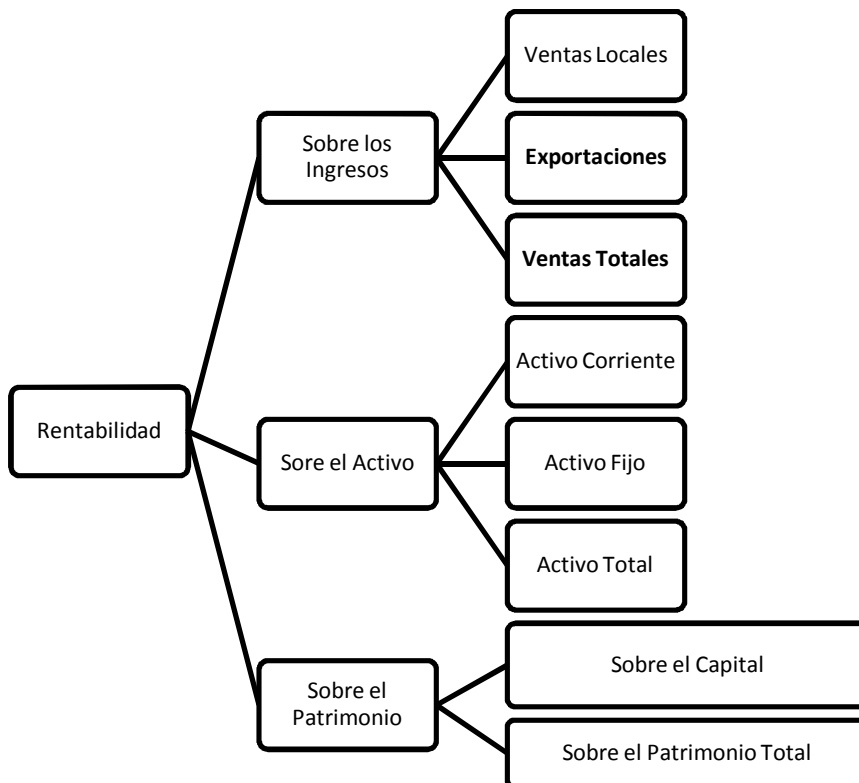 Ventas Locales
Sobre los
Ingresos
Exportaciones
Ventas Totales
Activo Corriente
Rentabilidad
Sore el Activo
Activo Fijo
Activo Total
Sobre el
Patrimonio
Sobre el Capital
Sobre el Patrimonio Total